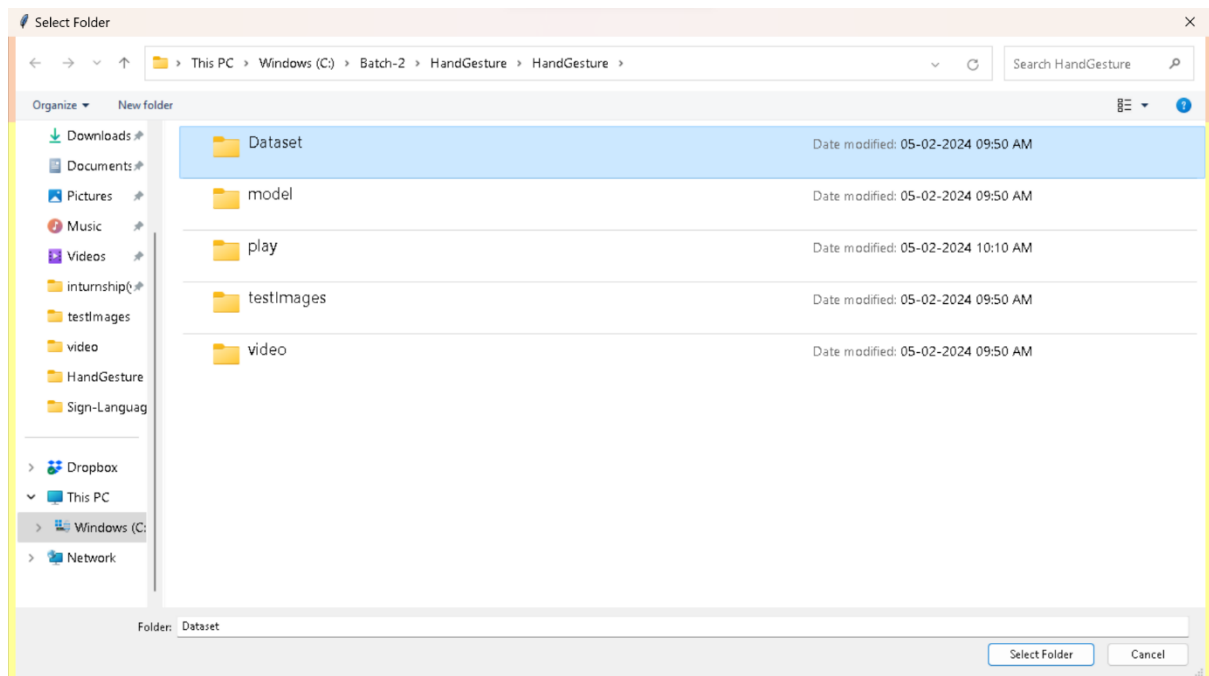 Select Folder
This PC > Windows (C:) > Batch-2 > HandGesture > HandGesture >
Search HandGesture
Organize
New folder
Downloads
Documents
Pictures
Music
Videos
inturnship(
testImages
video
HandGesture
Sign-Languag
Dropbox
This PC
Windows (C:
Network
Dataset Date modified: 05-02-2024 09:50 AM
model Date modified: 05-02-2024 09:50 AM
play Date modified: 05-02-2024 10:10 AM
testImages Date modified: 05-02-2024 09:50 AM
video Date modified: 05-02-2024 09:50 AM
Folder: Dataset
Select Folder Cancel